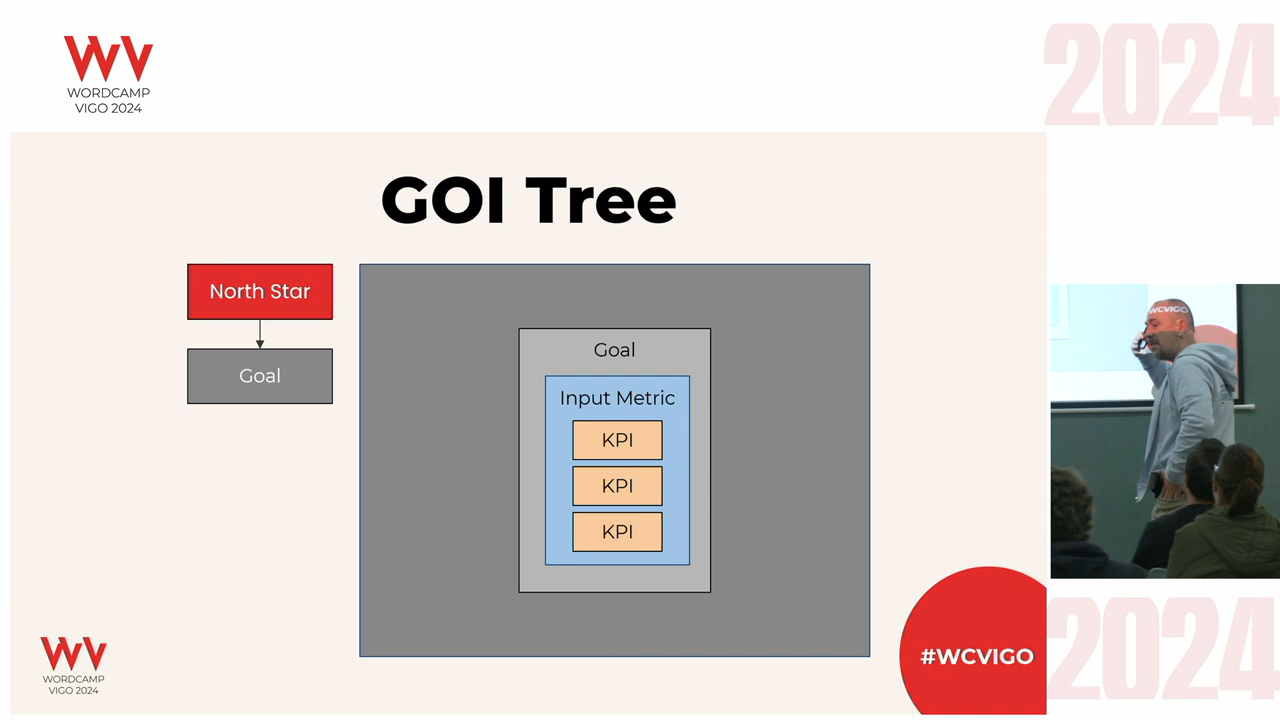 WORDCAMP
VIGO 2024
2024
GOI Tree
North Star
Goal
Goal
Input Metric
KPI
KPI
KPI
WCVIGO
#WCVIGO
WORDCAMP
VIGO 2024
2024